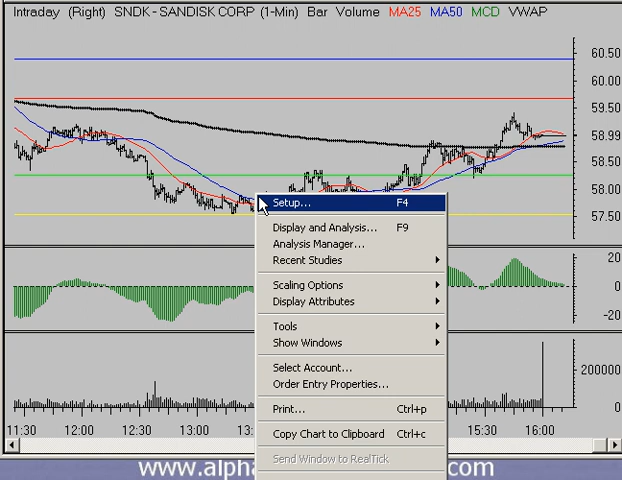 Intraday (Right) SNDK - SANDISK CORP (1-Min) Bar Volume MA25 MA50 MCD VWAP
60.50
60.00
59.50
58.99
58.50
58.00
57.50
Setup... F4
Display and Analysis... F9
Analysis Manager...
Recent Studies
Scaling Options
Display Attributes
Tools
Show Windows
Select Account...
Order Entry Properties...
Print... Ctrl+p
Copy Chart to Clipboard Ctrl+c
Send Window to RealTick
20
0
-20
200000
0
11:30 12:00 12:30 13:00 13: 15:30 16:00
www.alpha com